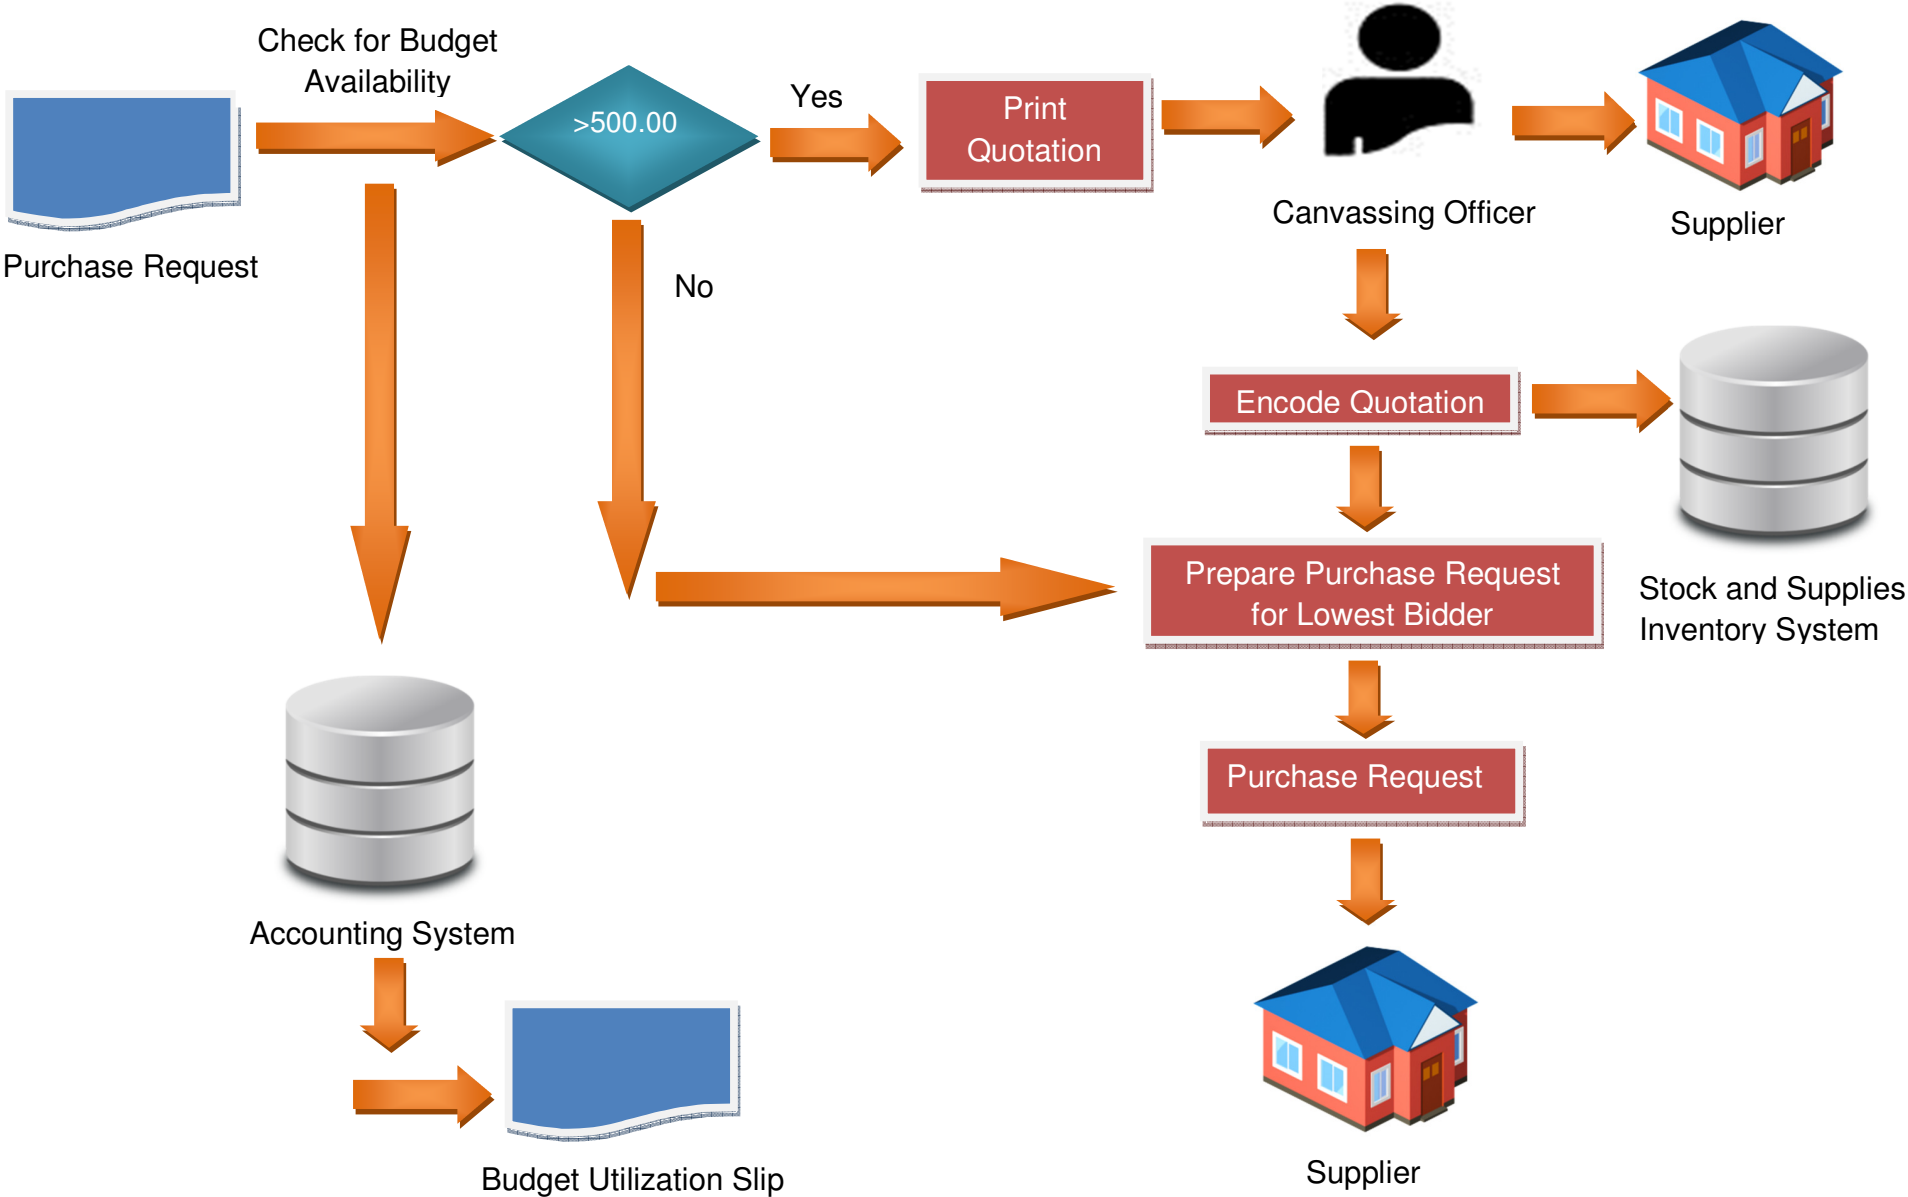 Check for Budget
Availability
>500.00
Yes
Print
Quotation
Canvassing Officer
Supplier
Purchase Request
No
Encode Quotation
Prepare Purchase Request
for Lowest Bidder
Stock and Supplies
Inventory System
Purchase Request
Accounting System
Budget Utilization Slip
Supplier